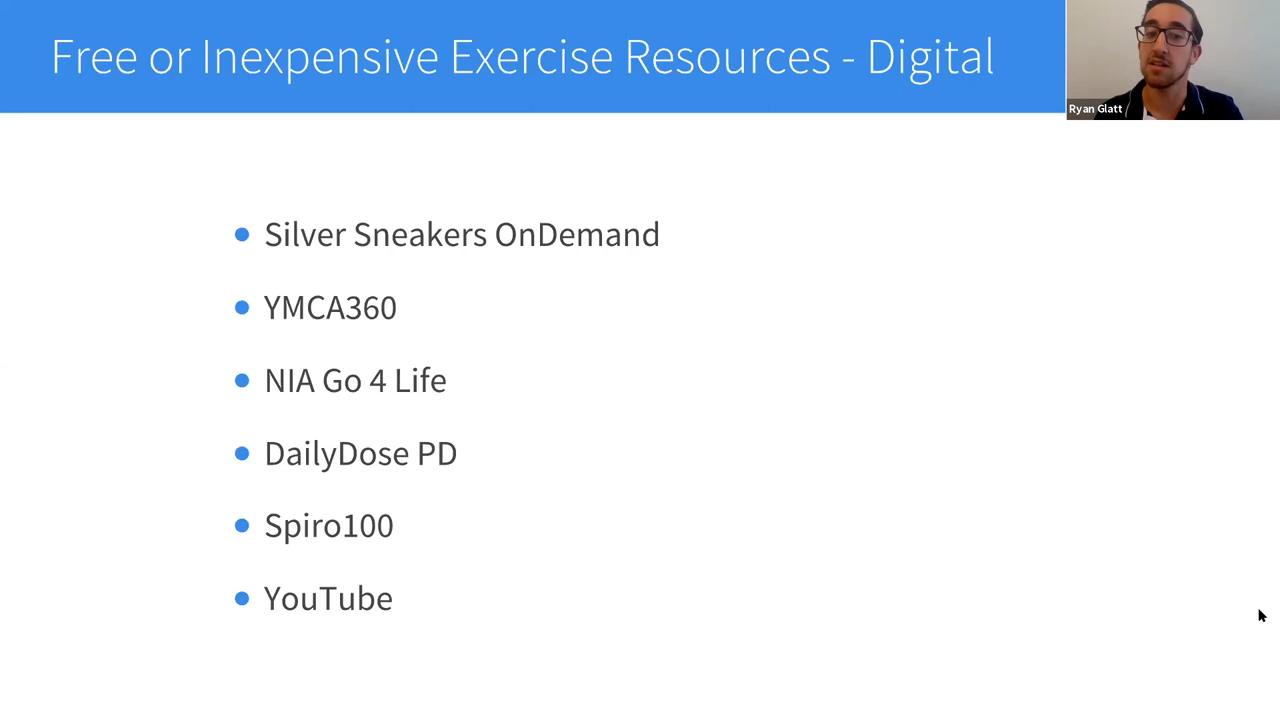 Free or Inexpensive Exercise Resources - Digital
Ryan Glatt
Silver Sneakers OnDemand
YMCA360
NIA Go 4 Life
DailyDose PD
Spiro100
YouTube